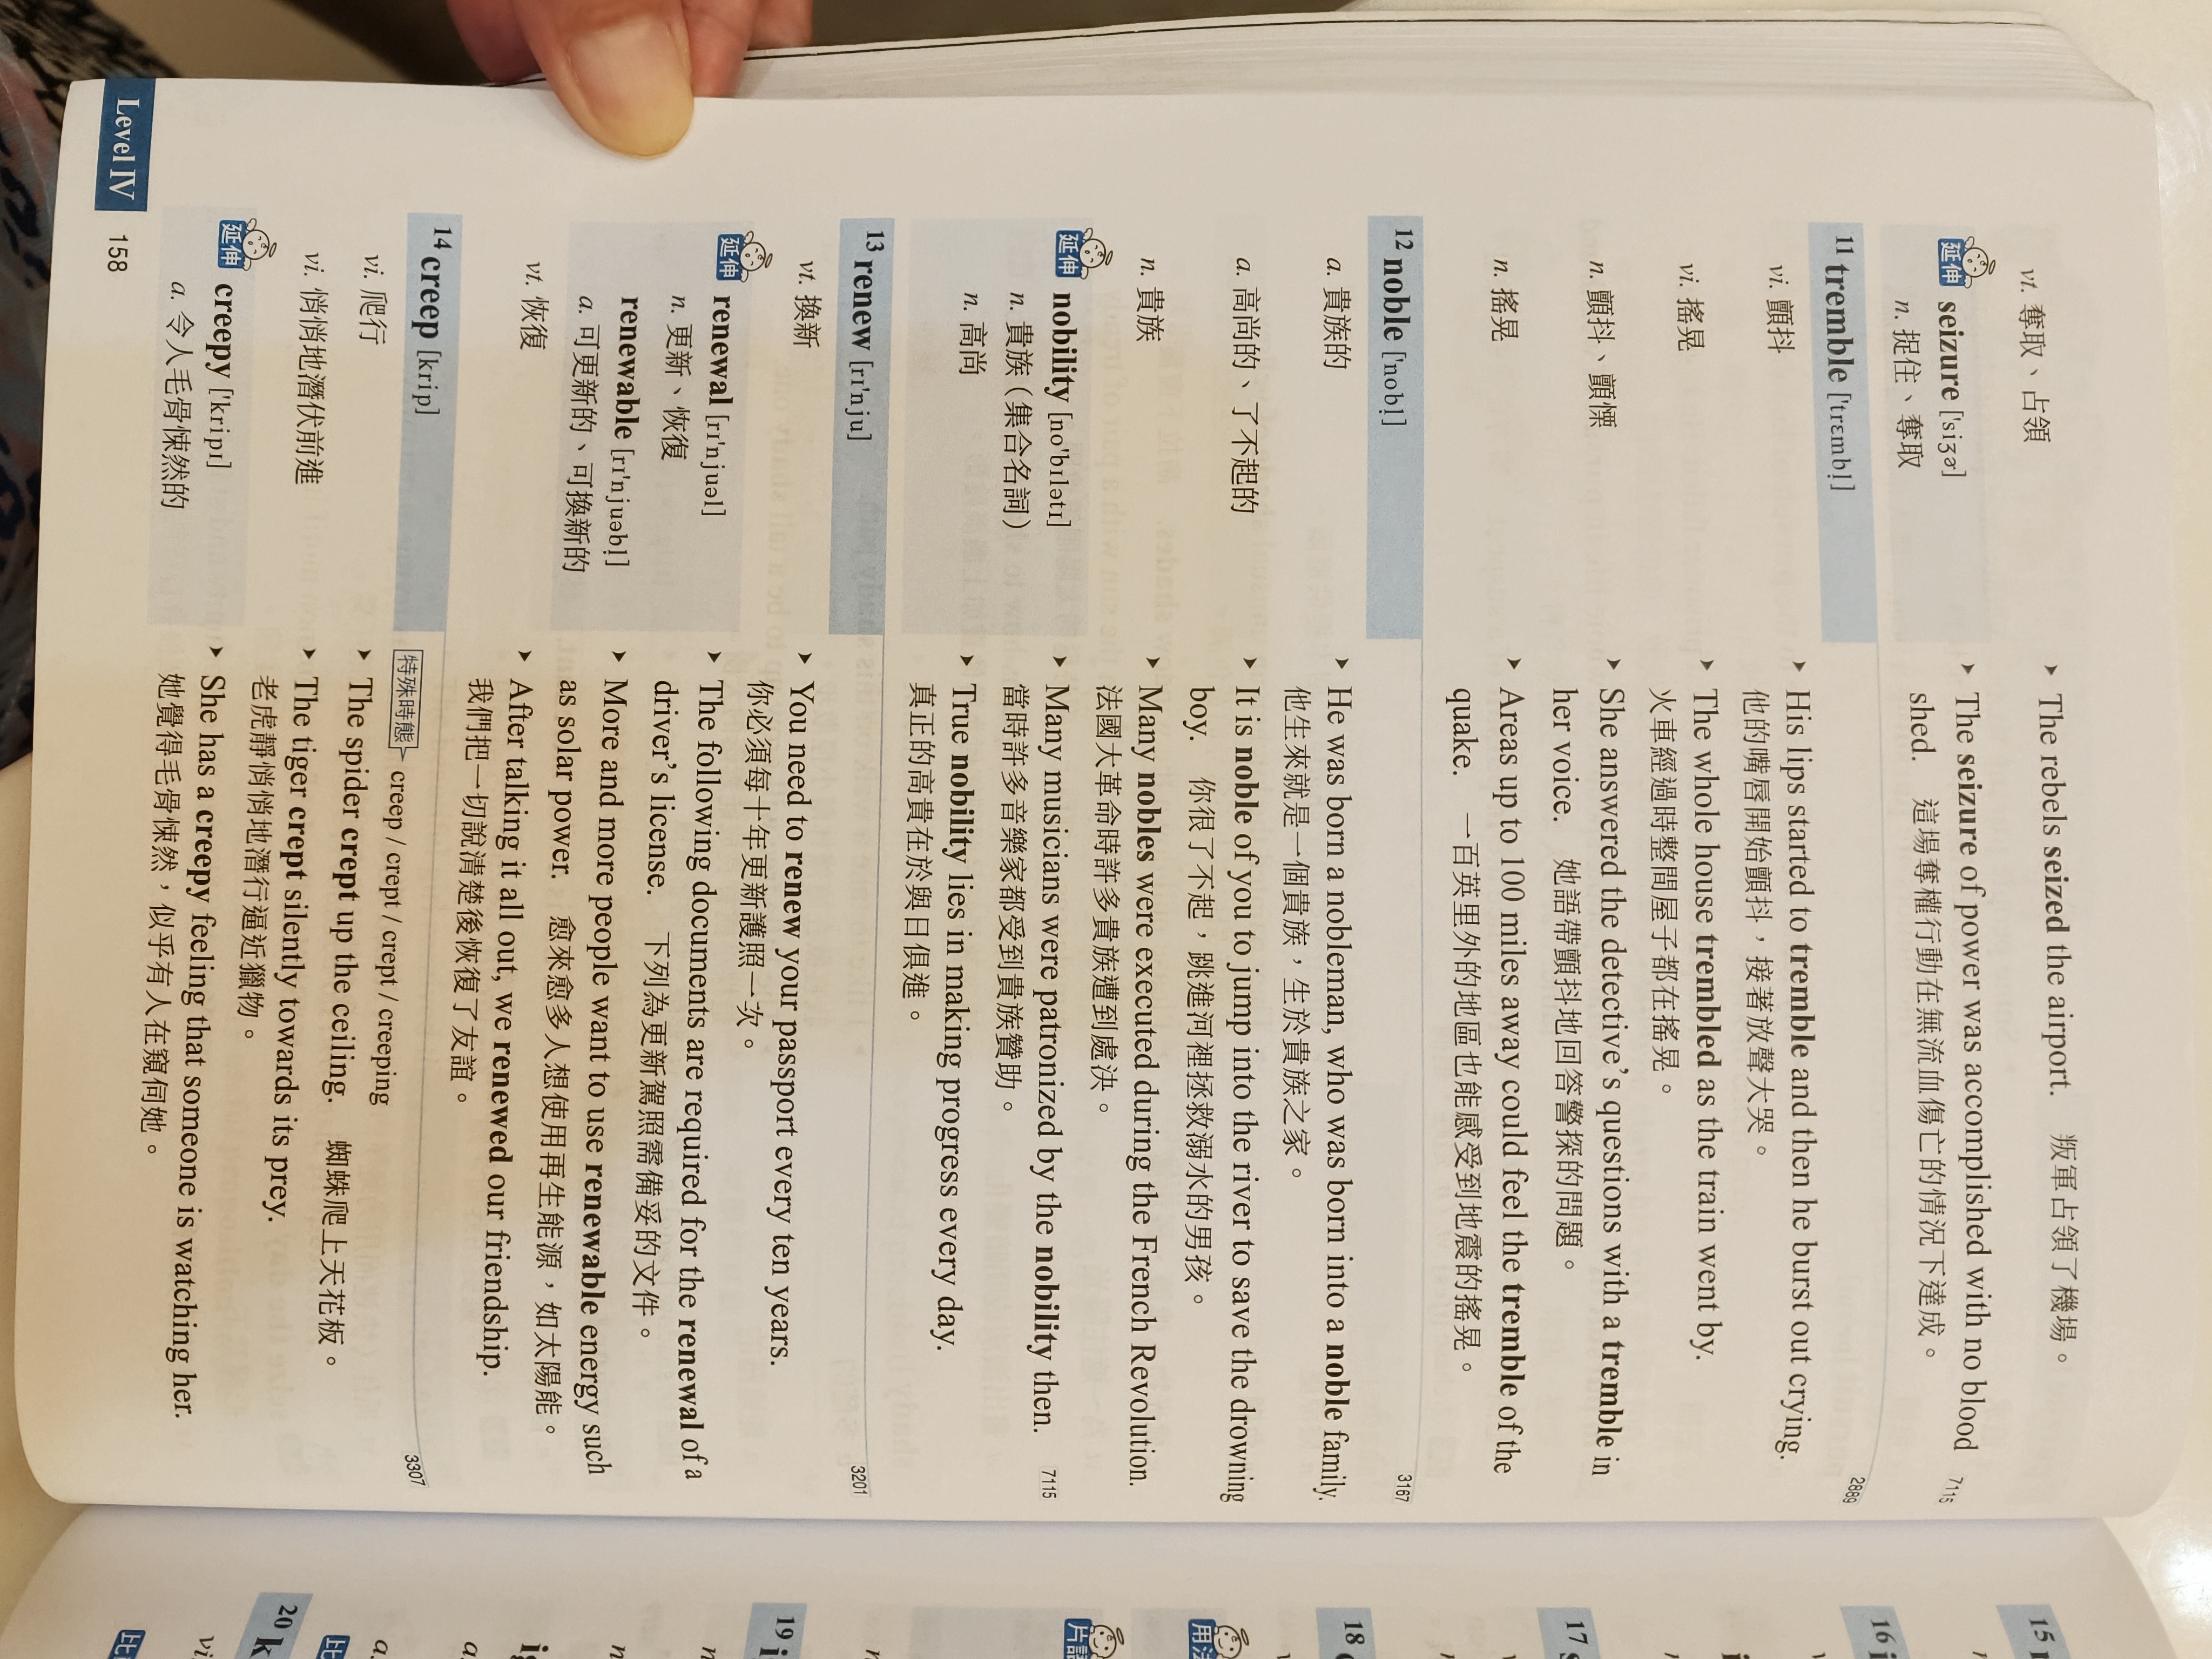 vt. 奪取、占領
➤ The rebels seized the airport. 叛軍占領了機場。
延伸 seizure [ˈsiʒɚ]
n. 捉住、奪取
➤ The seizure of power was accomplished with no blood 7115
shed. 這場奪權行動在無流血傷亡的情況下達成。
11 tremble [ˈtrɛmbl̩] 2889
vi. 顫抖
➤ His lips started to tremble and then he burst out crying.
他的嘴唇開始顫抖，接著放聲大哭。
vi. 搖晃
➤ The whole house trembled as the train went by.
火車經過時整間屋子都在搖晃。
n. 顫抖、顫慄
➤ She answered the detective's questions with a tremble in
her voice. 她語帶顫抖地回答警探的問題。
n. 搖晃
➤ Areas up to 100 miles away could feel the tremble of the
quake. 一百英里外的地區也能感受到地震的搖晃。
12 noble [ˈnobl̩] 3167
a. 貴族的
➤ He was born a nobleman, who was born into a noble family.
他生來就是一個貴族，生於貴族之家。
a. 高尚的、了不起的
➤ It is noble of you to jump into the river to save the drowning
boy. 你很了不起，跳進河裡拯救溺水的男孩。
n. 貴族
➤ Many nobles were executed during the French Revolution.
法國大革命時許多貴族遭到處決。
延伸 nobility [noˈbɪlətɪ] 7115
n. 貴族（集合名詞）
➤ Many musicians were patronized by the nobility then.
當時許多音樂家都受到貴族贊助。
n. 高尚
➤ True nobility lies in making progress every day.
真正的高貴在於與日俱進。
13 renew [rɪˈnju] 3201
vt. 換新
➤ You need to renew your passport every ten years.
你必須每十年更新護照一次。
延伸 renewal [rɪˈnjuəl]
n. 更新、恢復
➤ The following documents are required for the renewal of a
driver's license. 下列為更新駕照需備妥的文件。
renewable [rɪˈnjuəbl̩]
a. 可更新的、可換新的
➤ More and more people want to use renewable energy such
as solar power. 愈來愈多人想使用再生能源，如太陽能。
vt. 恢復
➤ After talking it all out, we renewed our friendship.
我們把一切說清楚後恢復了友誼。
14 creep [krip] 3307
特殊時態 creep / crept / crept / creeping
vi. 爬行
➤ The spider crept up the ceiling. 蜘蛛爬上天花板。
vi. 悄悄地潛伏前進
➤ The tiger crept silently towards its prey.
老虎靜悄悄地潛行逼近獵物。
延伸 creepy [ˈkripɪ]
a. 令人毛骨悚然的
➤ She has a creepy feeling that someone is watching her.
她覺得毛骨悚然，似乎有人在窺伺她。
Level IV 158
15
16
17
18
用法
片語
19
20